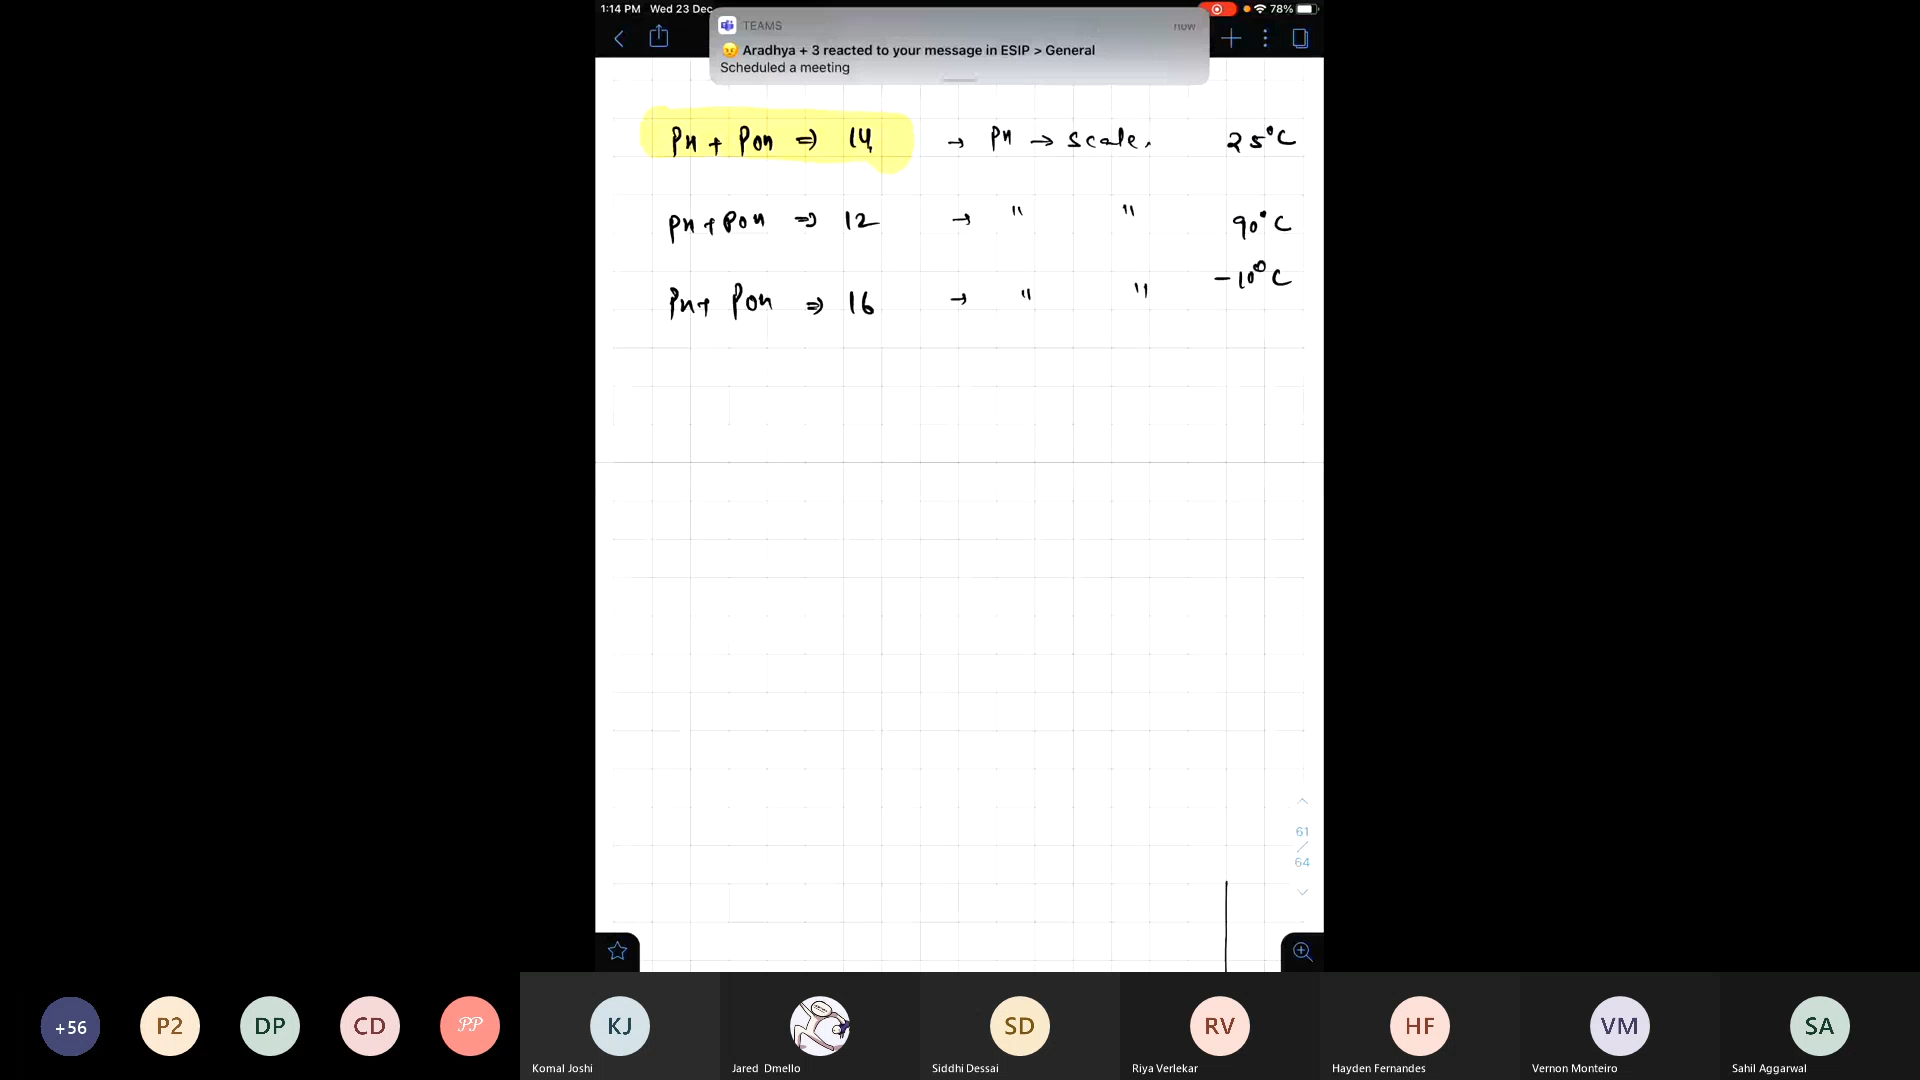 1:14 PM Wed 23 Dec
78%
TEAMS
now
Aradhya + 3 reacted to your message in ESIP > General
Scheduled a meeting
PH + POH ⇒ 14 → PH → scale. 25°C
PH + POH ⇒ 12 → " " 90°C
PH + POH ⇒ 16 → " " -10°C
61
64
+56
P2
DP
CD
PP
KJ
SD
RV
HF
VM
SA
Komal Joshi
Jared Dmello
Siddhi Dessai
Riya Verlekar
Hayden Fernandes
Vernon Monteiro
Sahil Aggarwal